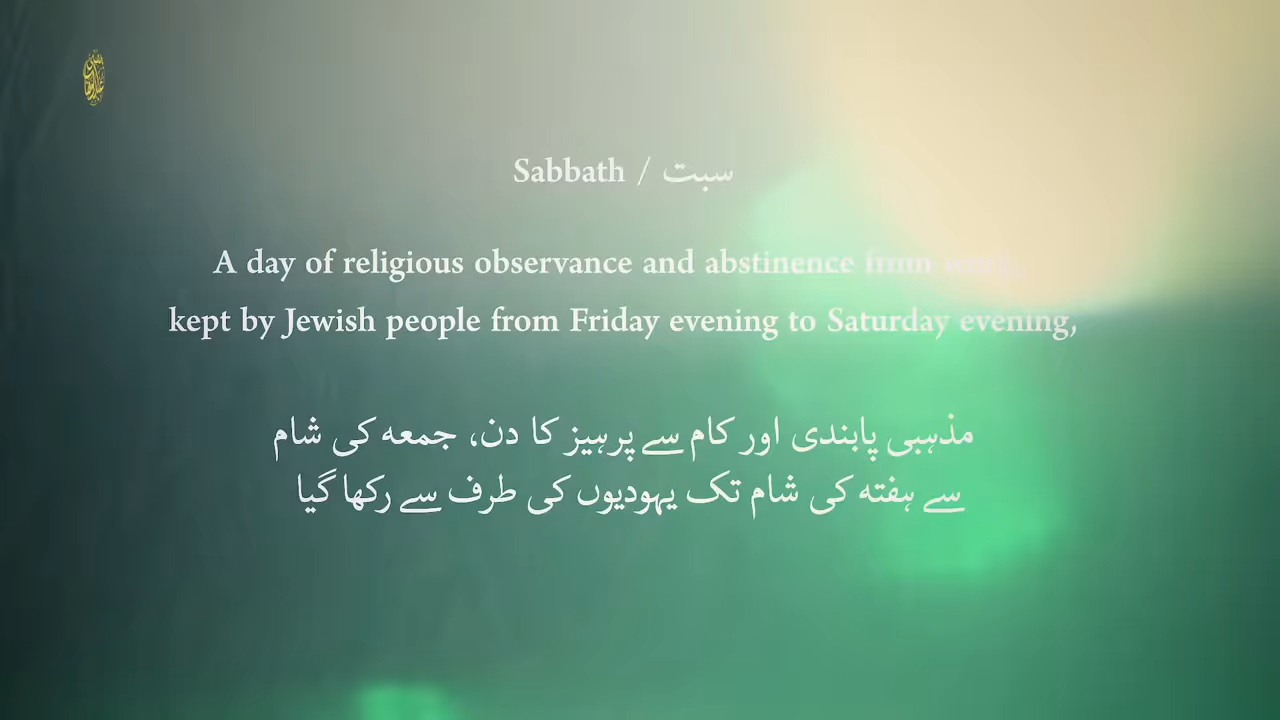 Sabbath / سبت
A day of religious observance and abstinence from work,
kept by Jewish people from Friday evening to Saturday evening,
مذہبی پابندی اور کام سے پرہیز کا دن، جمعہ کی شام
سے ہفتہ کی شام تک یہودیوں کی طرف سے رکھا گیا